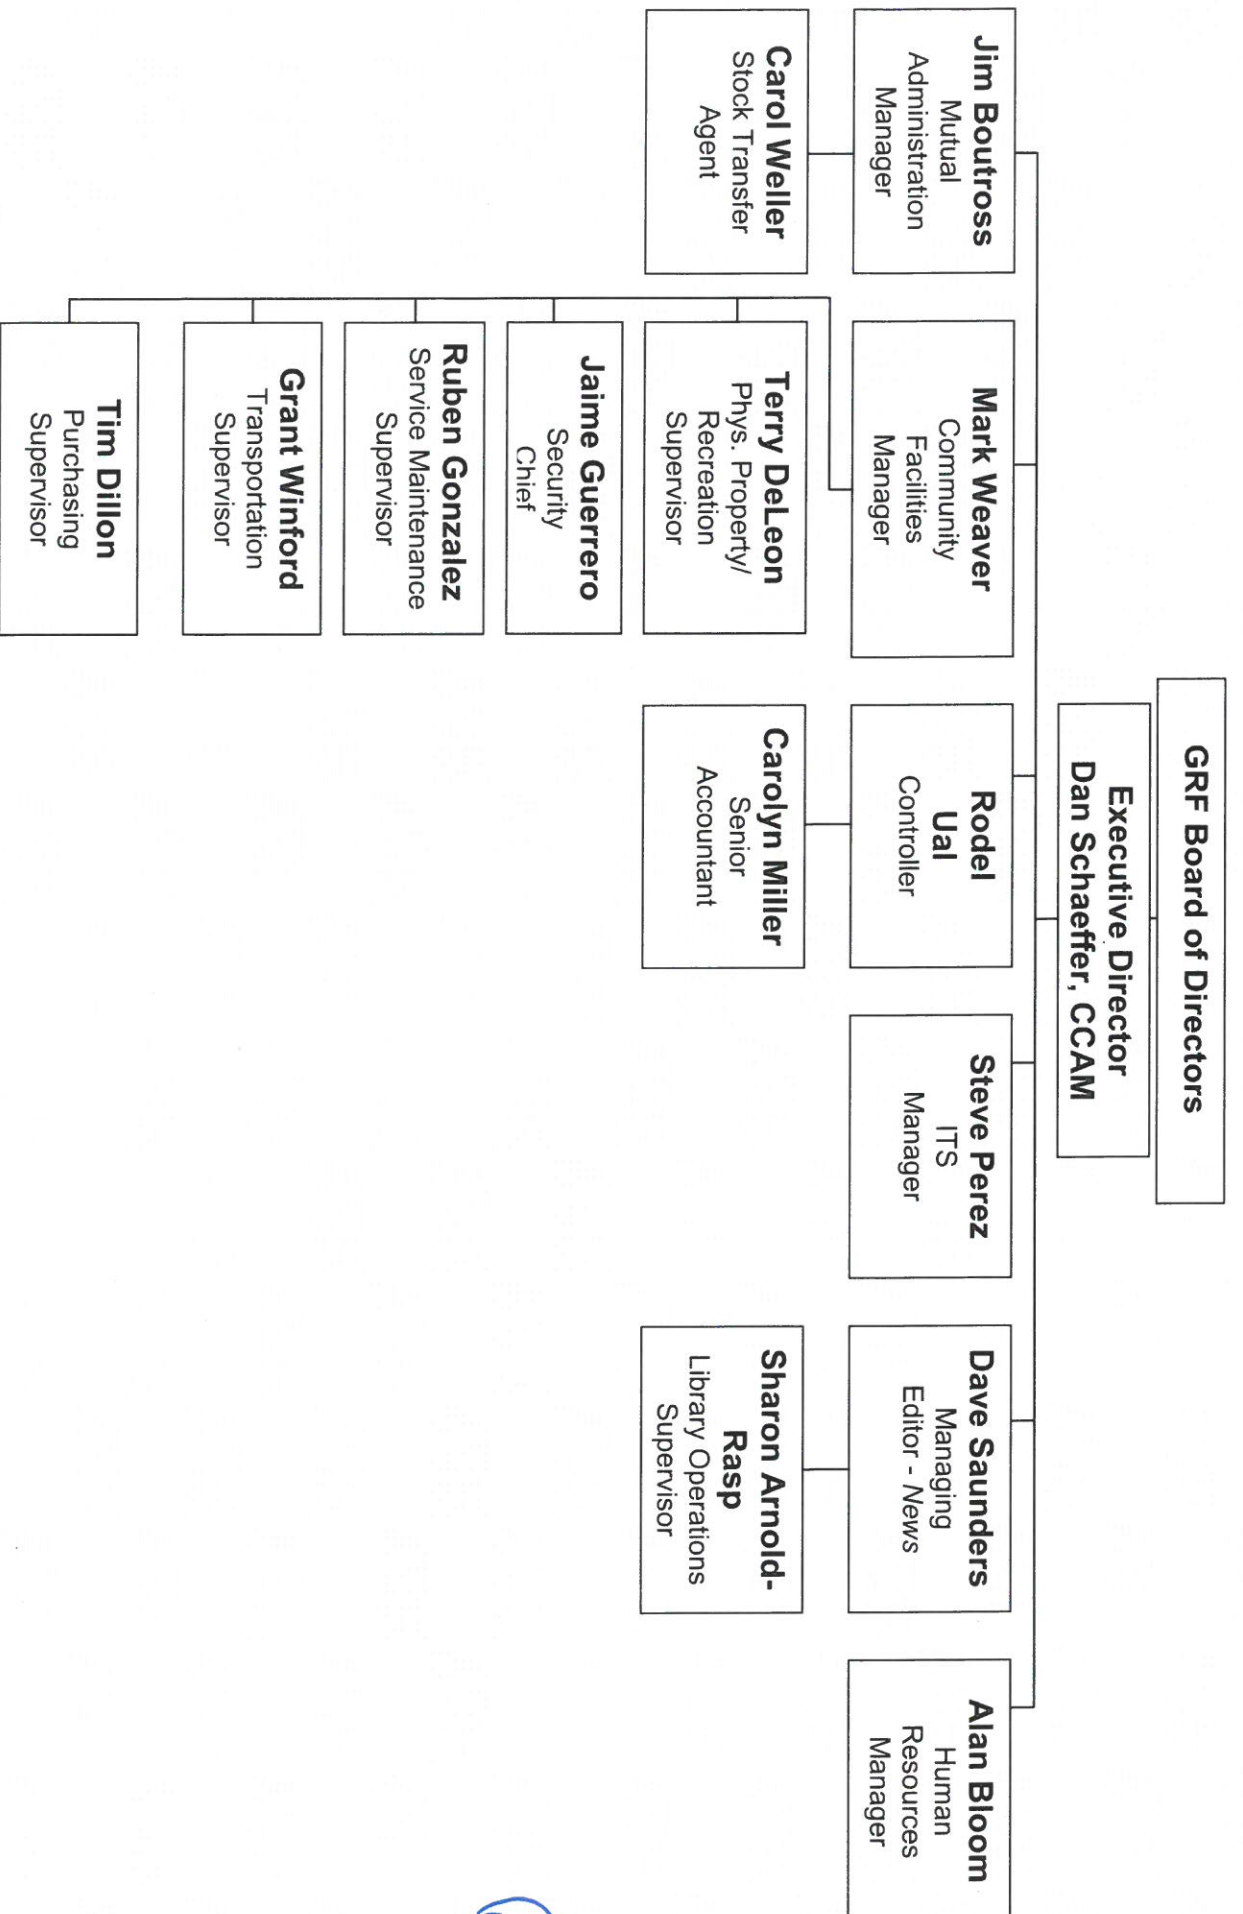 GRF Board of Directors
Executive Director
Dan Schaeffer, CCAM
Jim Boutross
Mutual
Administration
Manager
Mark Weaver
Community
Facilities
Manager
Rodel
Ual
Controller
Steve Perez
ITS
Manager
Dave Saunders
Managing
Editor - News
Alan Bloom
Human
Resources
Manager
Carol Weller
Stock Transfer
Agent
Terry DeLeon
Phys. Property/
Recreation
Supervisor
Carolyn Miller
Senior
Accountant
Sharon Arnold-
Rasp
Library Operations
Supervisor
Jaime Guerrero
Security
Chief
Ruben Gonzalez
Service Maintenance
Supervisor
Grant Winford
Transportation
Supervisor
Tim Dillon
Purchasing
Supervisor